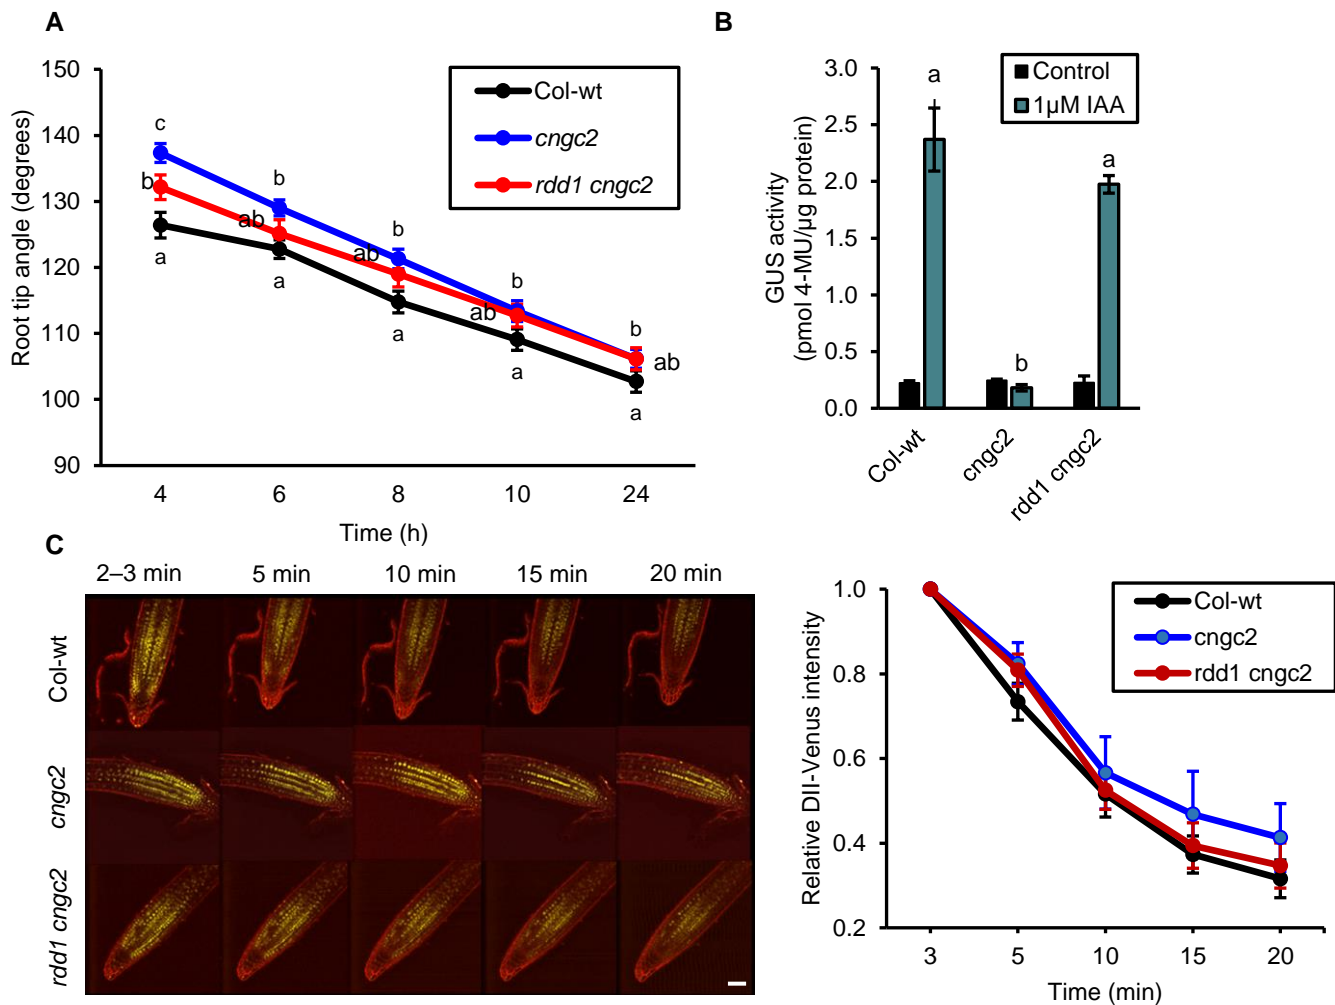 A
150
140
130
120
110
100
90
Root tip angle (degrees)
4
6
8
10
24
Time (h)
Col-wt
cngc2
rdd1 cngc2
c
b
a
b
ab
a
b
ab
a
b
ab
a
b
ab
a
B
3.0
2.5
2.0
1.5
1.0
0.5
0.0
GUS activity
(pmol 4-MU/µg protein)
Control
1µM IAA
a
b
a
Col-wt
cngc2
rdd1 cngc2
C
2–3 min
5 min
10 min
15 min
20 min
Col-wt
cngc2
rdd1 cngc2
1.0
0.8
0.6
0.4
0.2
Relative DII-Venus intensity
3
5
10
15
20
Time (min)
Col-wt
cngc2
rdd1 cngc2